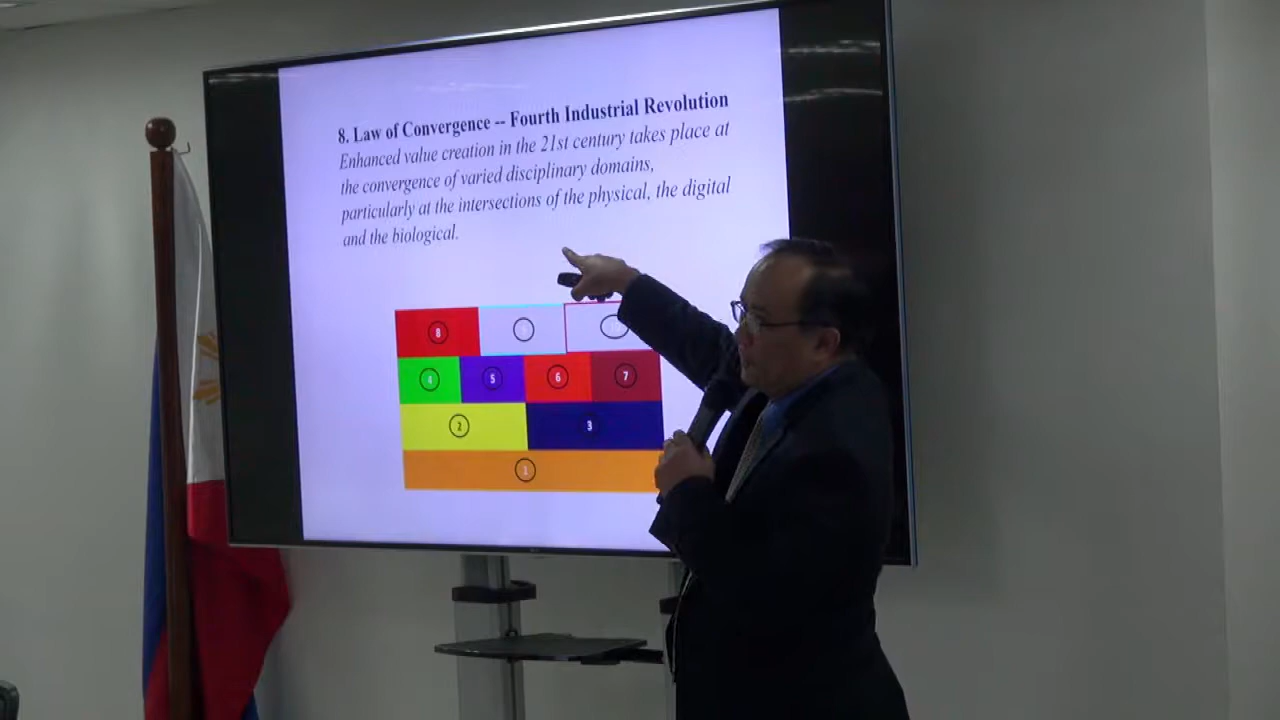 8. Law of Convergence -- Fourth Industrial Revolution
Enhanced value creation in the 21st century takes place at
the convergence of varied disciplinary domains,
particularly at the intersections of the physical, the digital
and the biological.
8
4 5 6 7
2 3
1